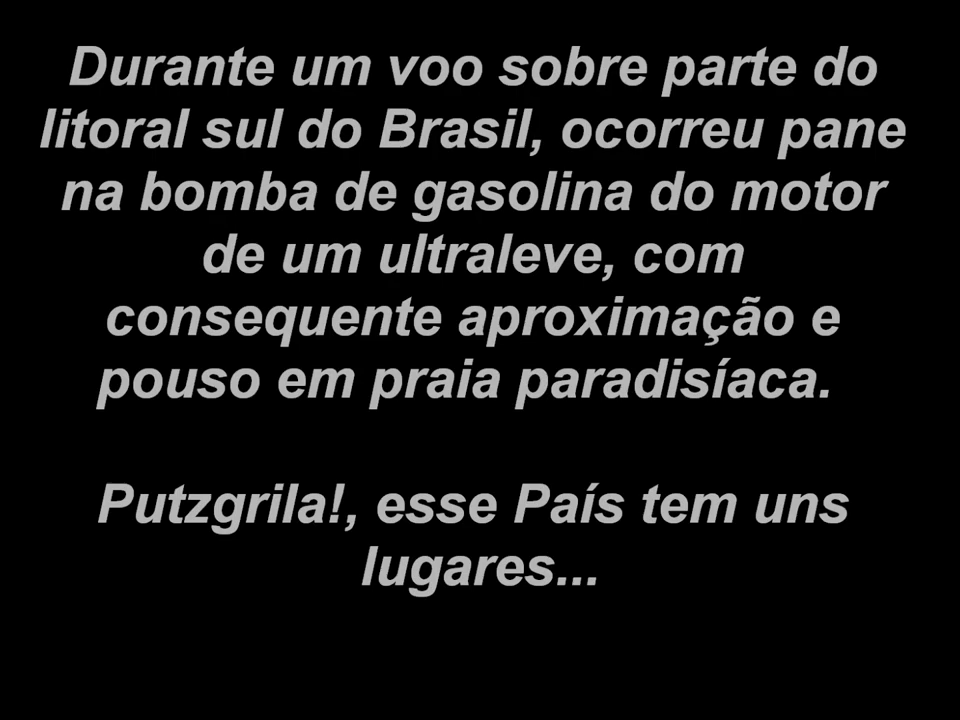 Durante um voo sobre parte do
litoral sul do Brasil, ocorreu pane
na bomba de gasolina do motor
de um ultraleve, com
consequente aproximação e
pouso em praia paradisíaca.
Putzgrila!, esse País tem uns
lugares...